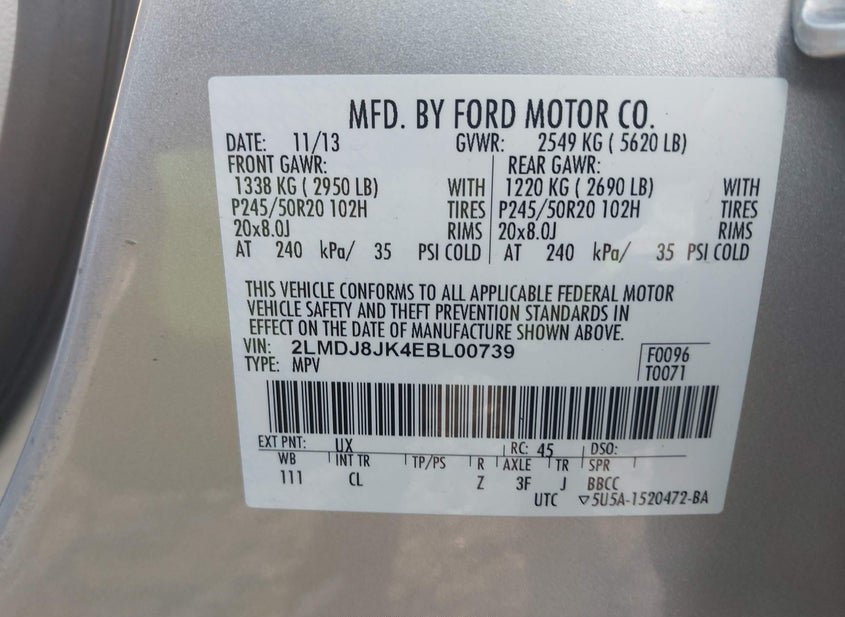 MFD. BY FORD MOTOR CO.
DATE: 11/13 GVWR: 2549 KG ( 5620 LB)
FRONT GAWR: REAR GAWR:
1338 KG ( 2950 LB) WITH 1220 KG ( 2690 LB) WITH
P245/50R20 102H TIRES P245/50R20 102H TIRES
20x8.0J RIMS 20x8.0J RIMS
AT 240 kPa/ 35 PSI COLD AT 240 kPa/ 35 PSI COLD
THIS VEHICLE CONFORMS TO ALL APPLICABLE FEDERAL MOTOR
VEHICLE SAFETY AND THEFT PREVENTION STANDARDS IN
EFFECT ON THE DATE OF MANUFACTURE SHOWN ABOVE.
VIN: 2LMDJ8JK4EBL00739 F0096
TYPE: MPV T0071
EXT PNT: UX RC: 45 DSO:
WB INT TR TP/PS R AXLE TR SPR
111 CL Z 3F J BBCC
UTC ▽5U5A-1520472-BA